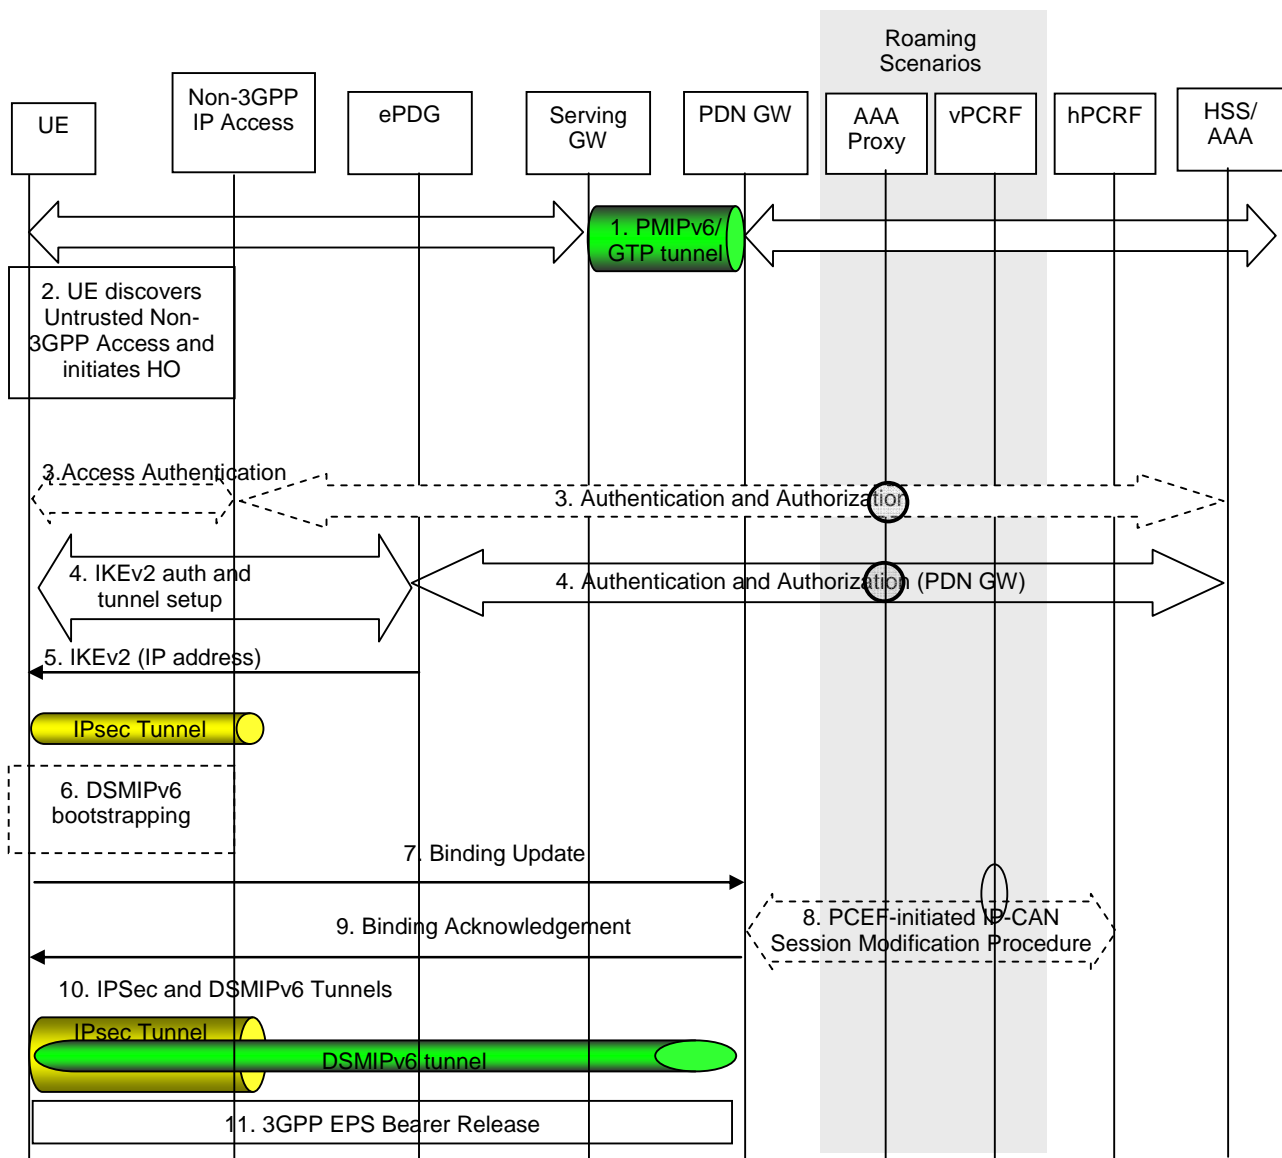 Roaming
Scenarios
UE
Non-3GPP
IP Access
ePDG
Serving
GW
PDN GW
AAA
Proxy
vPCRF
hPCRF
HSS/
AAA
1. PMIPv6/
GTP tunnel
2. UE discovers
Untrusted Non-
3GPP Access and
initiates HO
3.Access Authentication
3. Authentication and Authorization
4. IKEv2 auth and
tunnel setup
4. Authentication and Authorization (PDN GW)
5. IKEv2 (IP address)
IPsec Tunnel
6. DSMIPv6
bootstrapping
7. Binding Update
8. PCEF-initiated IP-CAN
Session Modification Procedure
9. Binding Acknowledgement
10. IPSec and DSMIPv6 Tunnels
IPsec Tunnel
DSMIPv6 tunnel
11. 3GPP EPS Bearer Release